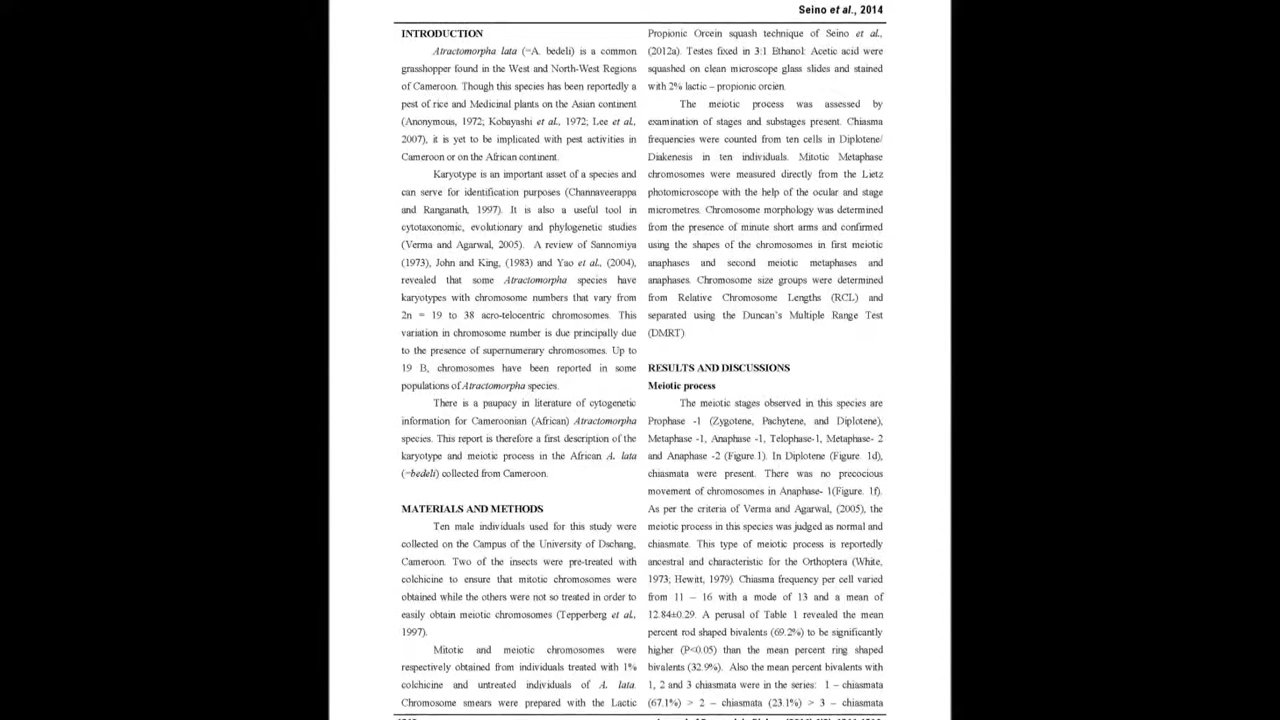 Seino et al., 2014
INTRODUCTION
Atractomorpha lata (=A. bedeli) is a common
grasshopper found in the West and North-West Regions
of Cameroon. Though this species has been reportedly a
pest of rice and Medicinal plants on the Asian continent
(Anonymous, 1972; Kobayashi et al., 1972; Lee et al.,
2007), it is yet to be implicated with pest activities in
Cameroon or on the African continent.
Karyotype is an important asset of a species and
can serve for identification purposes (Channaveerappa
and Ranganath, 1997). It is also a useful tool in
cytotaxonomic, evolutionary and phylogenetic studies
(Verma and Agarwal, 2005). A review of Sannomiya
(1973), John and King, (1983) and Yao et al., (2004),
revealed that some Atractomorpha species have
karyotypes with chromosome numbers that vary from
2n = 19 to 38 acro-telocentric chromosomes. This
variation in chromosome number is due principally due
to the presence of supernumerary chromosomes. Up to
19 B, chromosomes have been reported in some
populations of Atractomorpha species.
There is a paupacy in literature of cytogenetic
information for Cameroonian (African) Atractomorpha
species. This report is therefore a first description of the
karyotype and meiotic process in the African A. lata
(=bedeli) collected from Cameroon.
MATERIALS AND METHODS
Ten male individuals used for this study were
collected on the Campus of the University of Dschang,
Cameroon. Two of the insects were pre-treated with
colchicine to ensure that mitotic chromosomes were
obtained while the others were not so treated in order to
easily obtain meiotic chromosomes (Tepperberg et al.,
1997).
Mitotic and meiotic chromosomes were
respectively obtained from individuals treated with 1%
colchicine and untreated individuals of A. lata.
Chromosome smears were prepared with the Lactic
Propionic Orcein squash technique of Seino et al.,
(2012a). Testes fixed in 3:1 Ethanol: Acetic acid were
squashed on clean microscope glass slides and stained
with 2% lactic – propionic orcien.
The meiotic process was assessed by
examination of stages and substages present. Chiasma
frequencies were counted from ten cells in Diplotene/
Diakenesis in ten individuals. Mitotic Metaphase
chromosomes were measured directly from the Lietz
photomicroscope with the help of the ocular and stage
micrometres. Chromosome morphology was determined
from the presence of minute short arms and confirmed
using the shapes of the chromosomes in first meiotic
anaphases and second meiotic metaphases and
anaphases. Chromosome size groups were determined
from Relative Chromosome Lengths (RCL) and
separated using the Duncan's Multiple Range Test
(DMRT)
RESULTS AND DISCUSSIONS
Meiotic process
The meiotic stages observed in this species are
Prophase -1 (Zygotene, Pachytene, and Diplotene),
Metaphase -1, Anaphase -1, Telophase-1, Metaphase- 2
and Anaphase -2 (Figure.1). In Diplotene (Figure. 1d),
chiasmata were present. There was no precocious
movement of chromosomes in Anaphase- 1(Figure. 1f).
As per the criteria of Verma and Agarwal, (2005), the
meiotic process in this species was judged as normal and
chiasmate. This type of meiotic process is reportedly
ancestral and characteristic for the Orthoptera (White,
1973; Hewitt, 1979). Chiasma frequency per cell varied
from 11 – 16 with a mode of 13 and a mean of
12.84±0.29. A perusal of Table 1 revealed the mean
percent rod shaped bivalents (69.2%) to be significantly
higher (P<0.05) than the mean percent ring shaped
bivalents (32.9%). Also the mean percent bivalents with
1, 2 and 3 chiasmata were in the series: 1 – chiasmata
(67.1%) > 2 – chiasmata (23.1%) > 3 – chiasmata